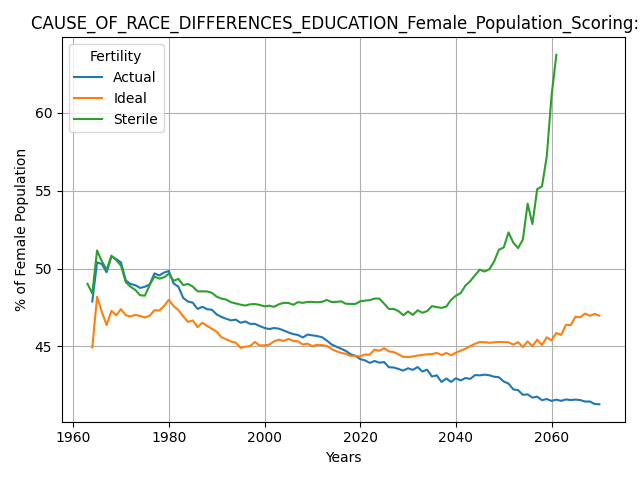 CAUSE_OF_RACE_DIFFERENCES_EDUCATION_Female_Population_Scoring:
Fertility
Actual
Ideal
Sterile
% of Female Population
60
55
50
45
1960
1980
2000
2020
2040
2060
Years